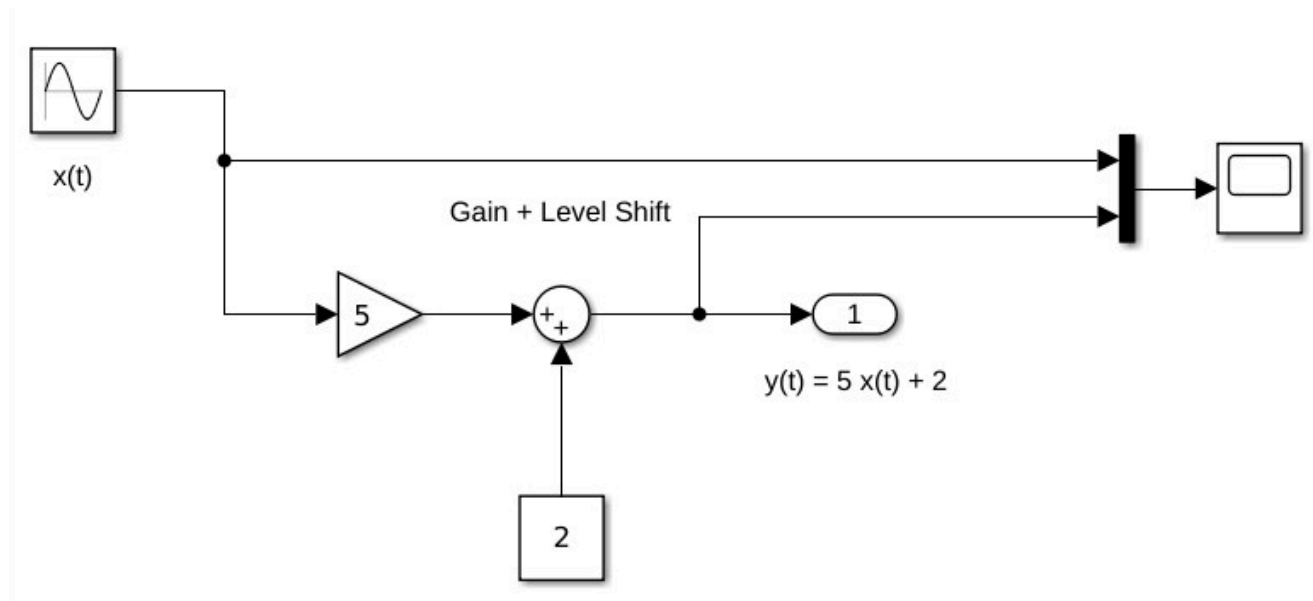 x(t)
Gain + Level Shift
5
+
+
1
y(t) = 5 x(t) + 2
2